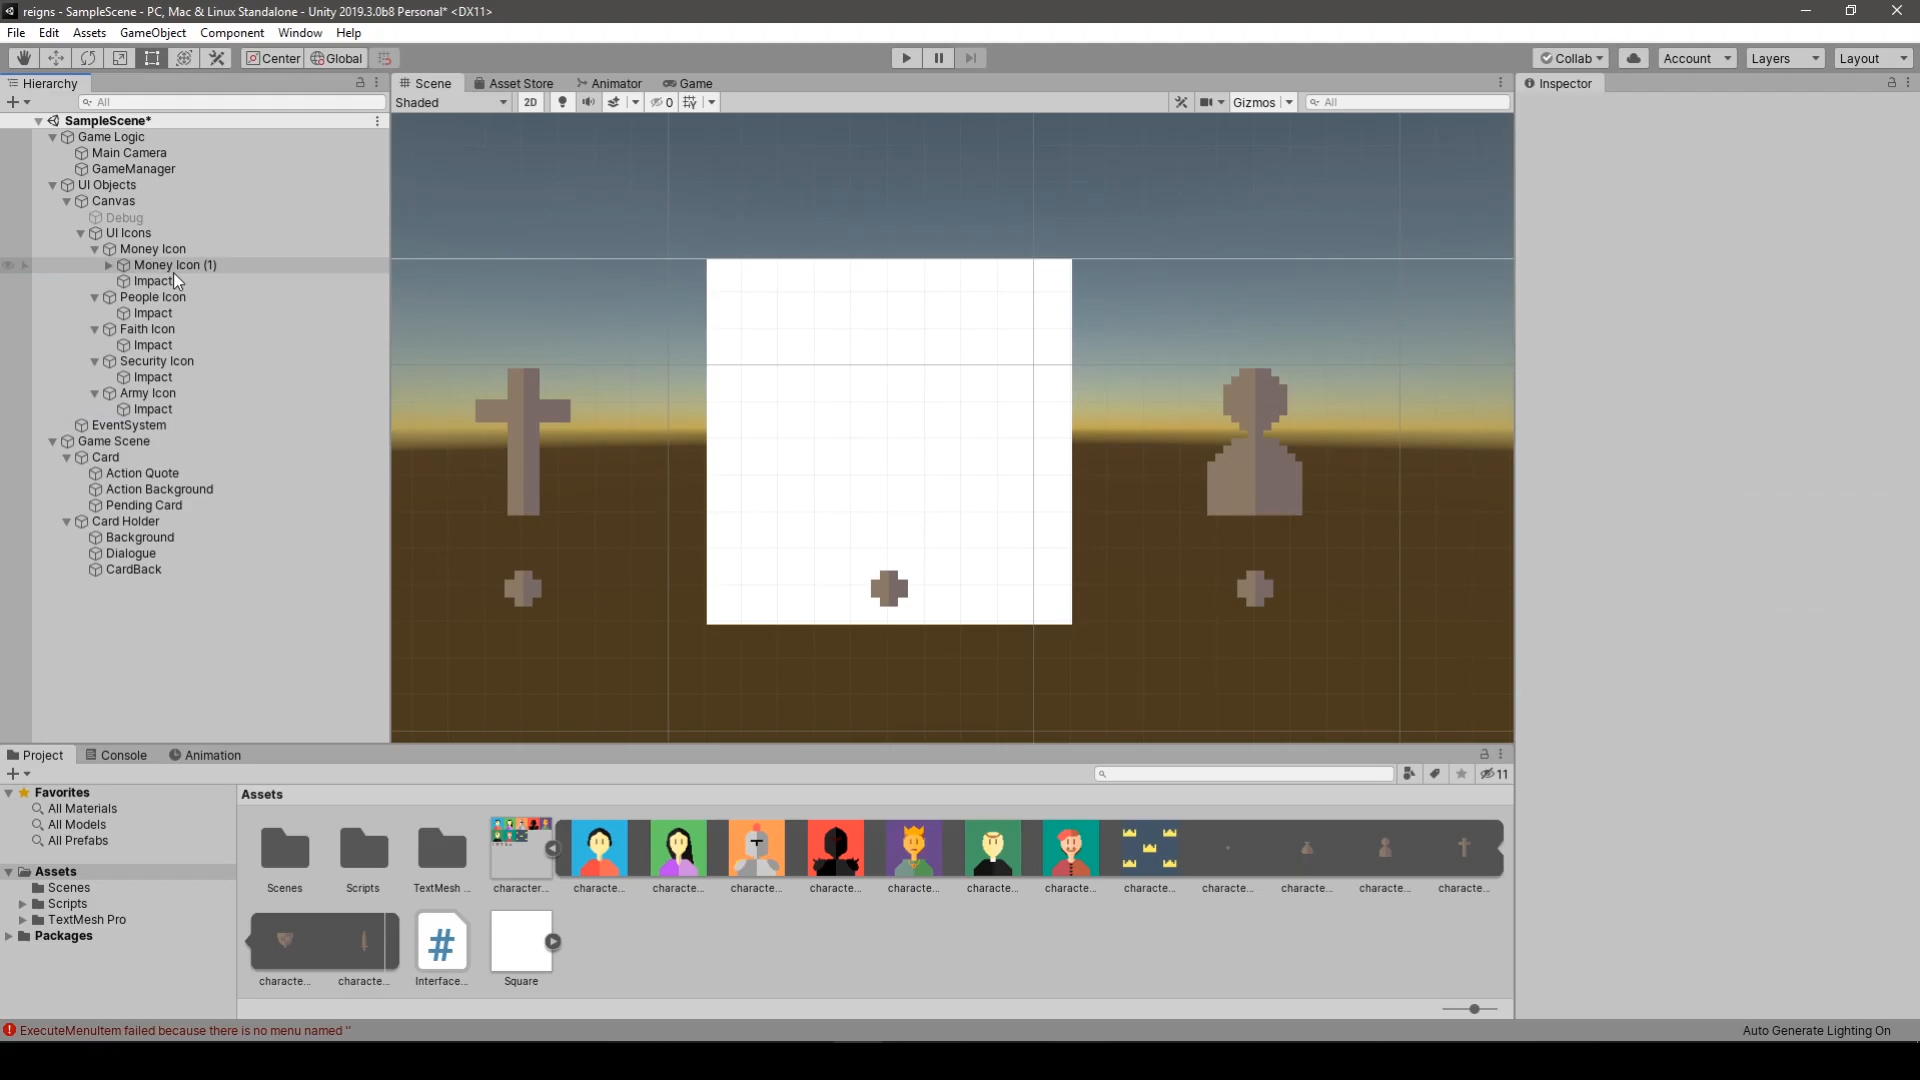 reigns - SampleScene - PC, Mac & Linux Standalone - Unity 2019.3.0b8 Personal* <DX11>
File Edit Assets GameObject Component Window Help
Center Global Collab Account Layers Layout
Hierarchy Scene Asset Store Animator Game Inspector
All Shaded 2D 0 Gizmos All
SampleScene*
Game Logic
Main Camera
GameManager
UI Objects
Canvas
Debug
UI Icons
Money Icon
Money Icon (1)
Impact
People Icon
Impact
Faith Icon
Impact
Security Icon
Impact
Army Icon
Impact
EventSystem
Game Scene
Card
Action Quote
Action Background
Pending Card
Card Holder
Background
Dialogue
CardBack
Project Console Animation
11
Favorites
All Materials
All Models
All Prefabs
Assets
Scenes
Scripts
TextMesh Pro
Packages
Assets
Scenes Scripts TextMesh ... character... characte... characte... characte... characte... characte... characte... characte... characte... characte... characte... characte... characte...
characte... characte... Interface... Square
ExecuteMenuItem failed because there is no menu named ''
Auto Generate Lighting On